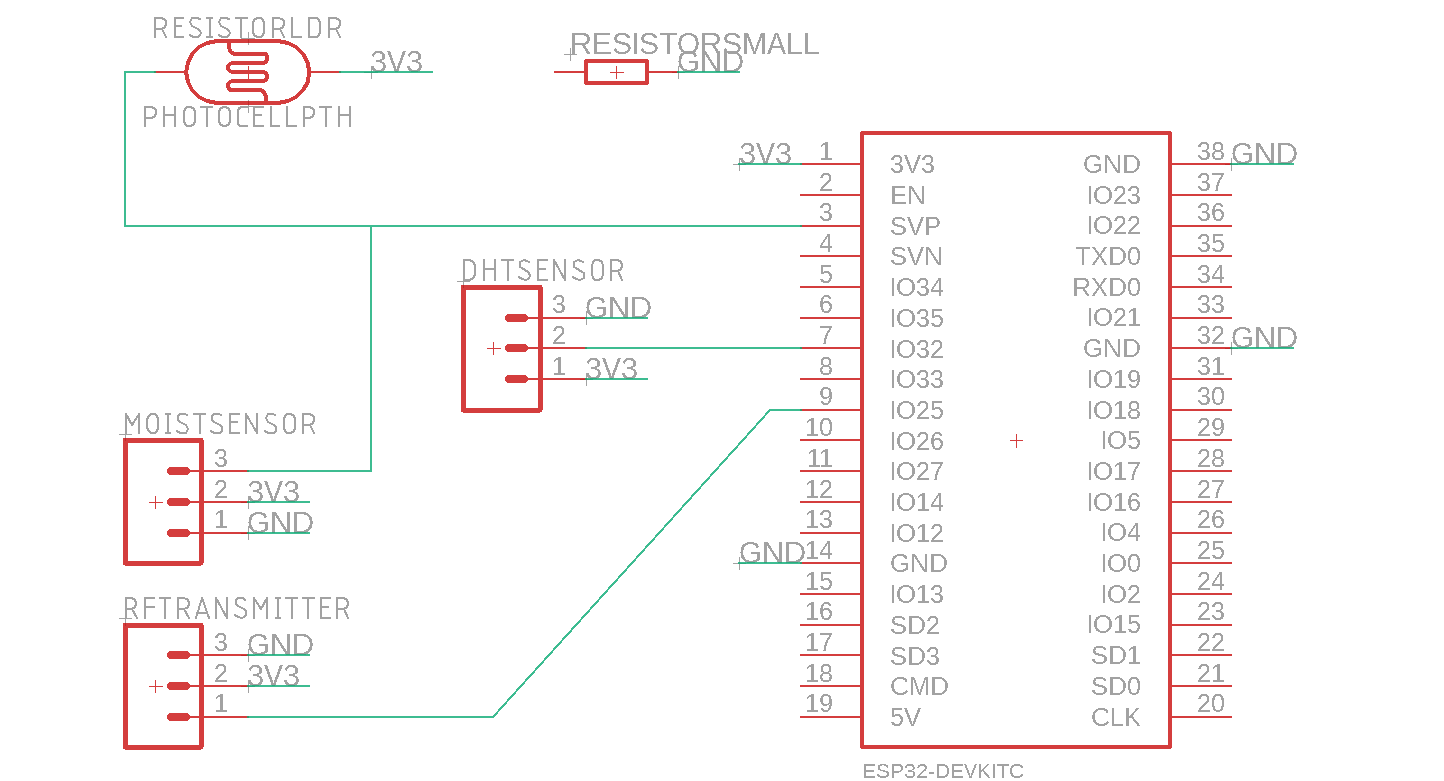 RESISTORLDR
3V3
PHOTOCELLPTH
RESISTORSMALL
GND
DHTSENSOR
3 GND
2
1 3V3
MOISTSENSOR
3
2 3V3
1 GND
RFTRANSMITTER
3 GND
2 3V3
1
3V3 1 3V3 GND 38 GND
2 EN IO23 37
3 SVP IO22 36
4 SVN TXD0 35
5 IO34 RXD0 34
6 IO35 IO21 33
7 IO32 GND 32 GND
8 IO33 IO19 31
9 IO25 IO18 30
10 IO26 IO5 29
11 IO27 IO17 28
12 IO14 IO16 27
13 IO12 IO4 26
GND 14 GND IO0 25
15 IO13 IO2 24
16 SD2 IO15 23
17 SD3 SD1 22
18 CMD SD0 21
19 5V CLK 20
ESP32-DEVKITC